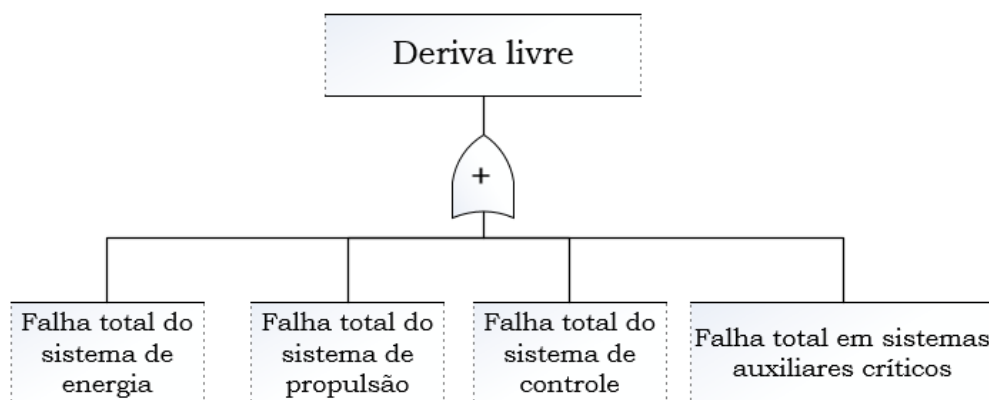 Deriva livre
+
Falha total do
sistema de
energia
Falha total do
sistema de
propulsão
Falha total do
sistema de
controle
Falha total em sistemas
auxiliares críticos